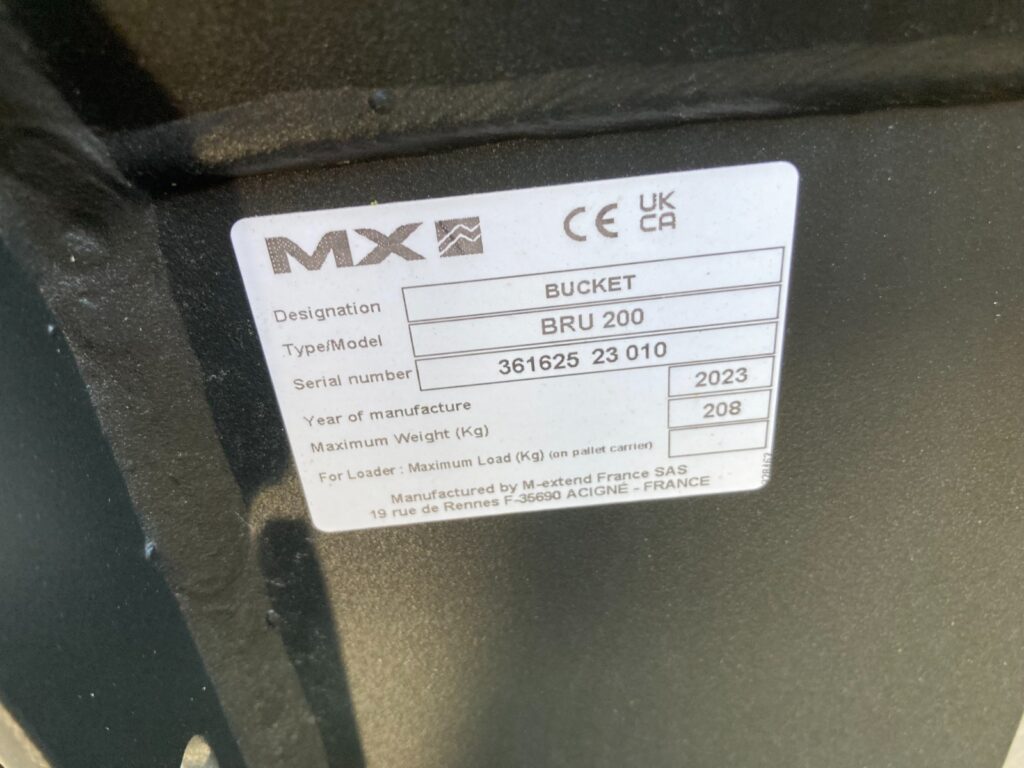 MX CE UK
CA
Designation BUCKET
Type/Model BRU 200
Serial number 361625 23 010
Year of manufacture 2023
Maximum Weight (Kg) 208
For Loader : Maximum Load (Kg) (on pallet carrier)
Manufactured by M-extend France SAS
19 rue de Rennes F-35690 ACIGNÉ - FRANCE